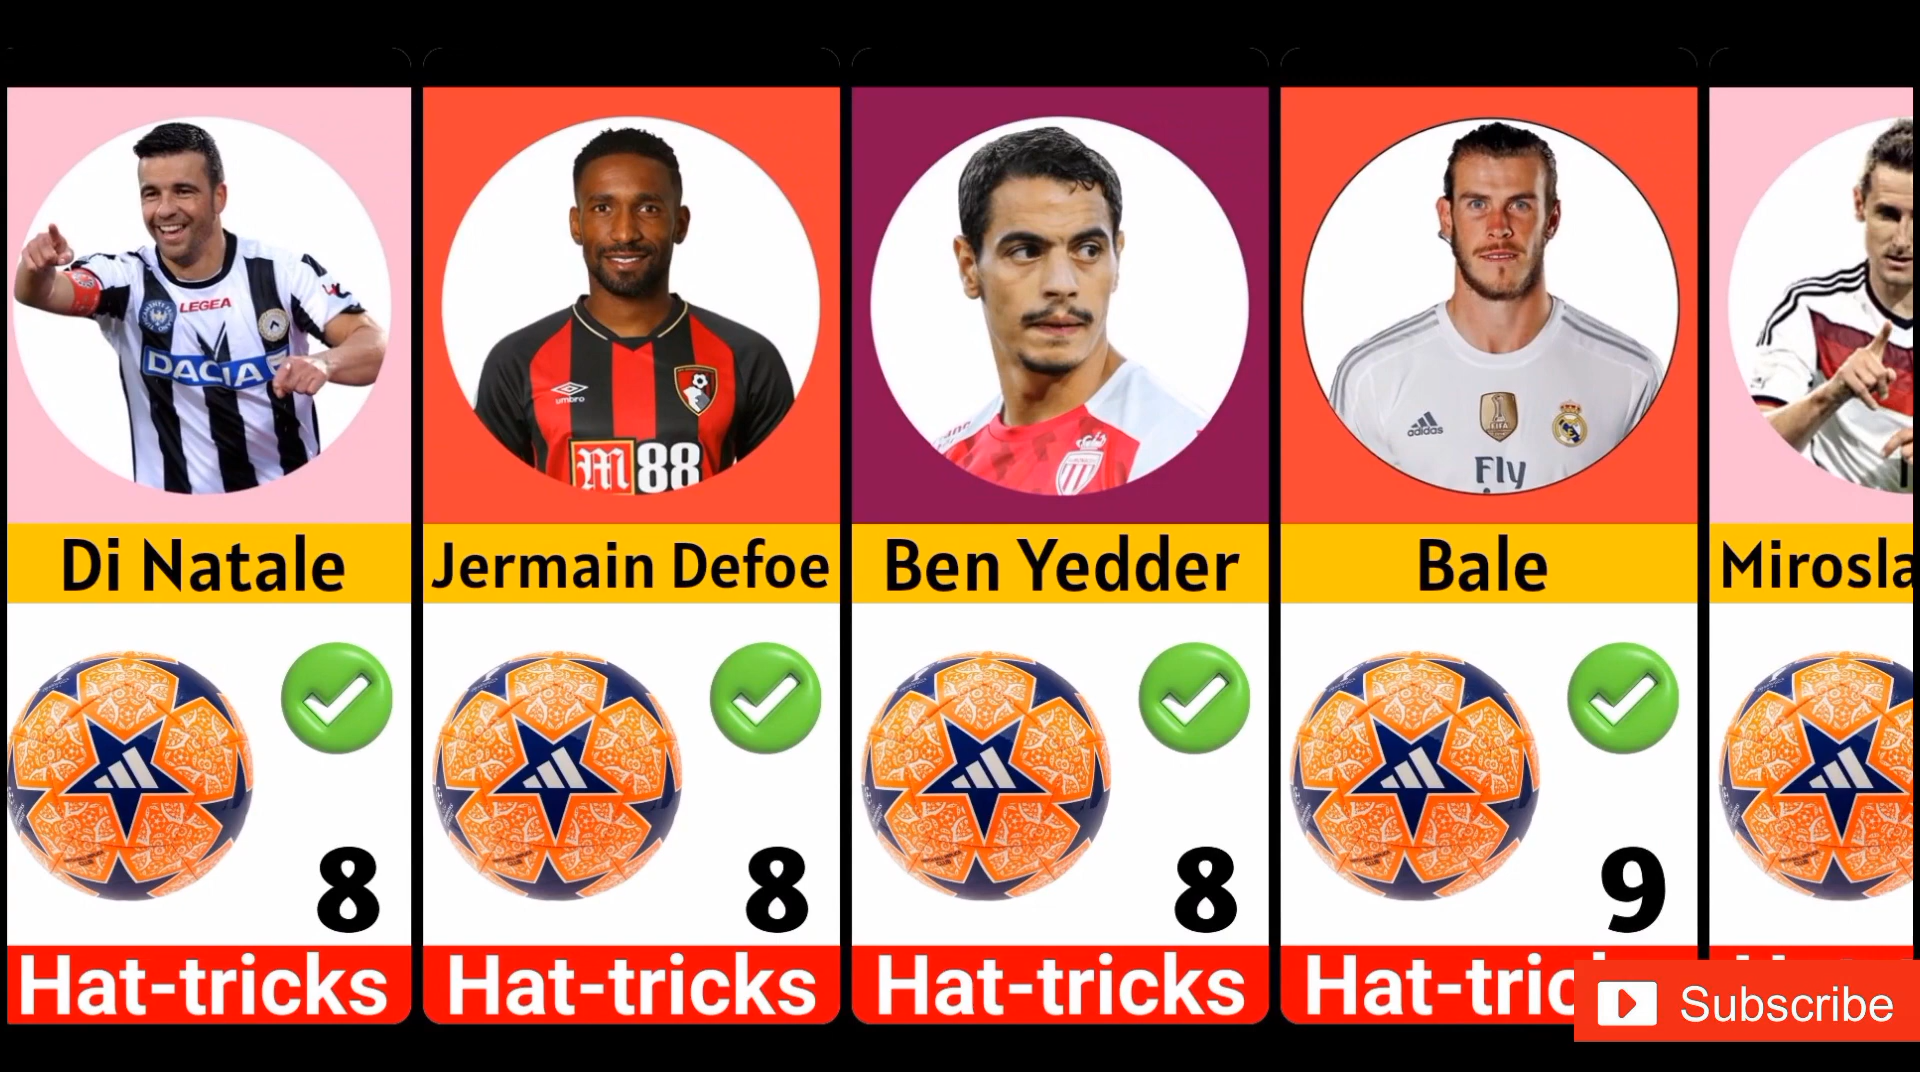 LEGEA
DACIA
Di Natale
8
Hat-tricks
umbro
M88
Jermain Defoe
8
Hat-tricks
Ben Yedder
8
Hat-tricks
adidas
FIFA
Fly
Bale
9
Hat-tric
Mirosla
Subscribe